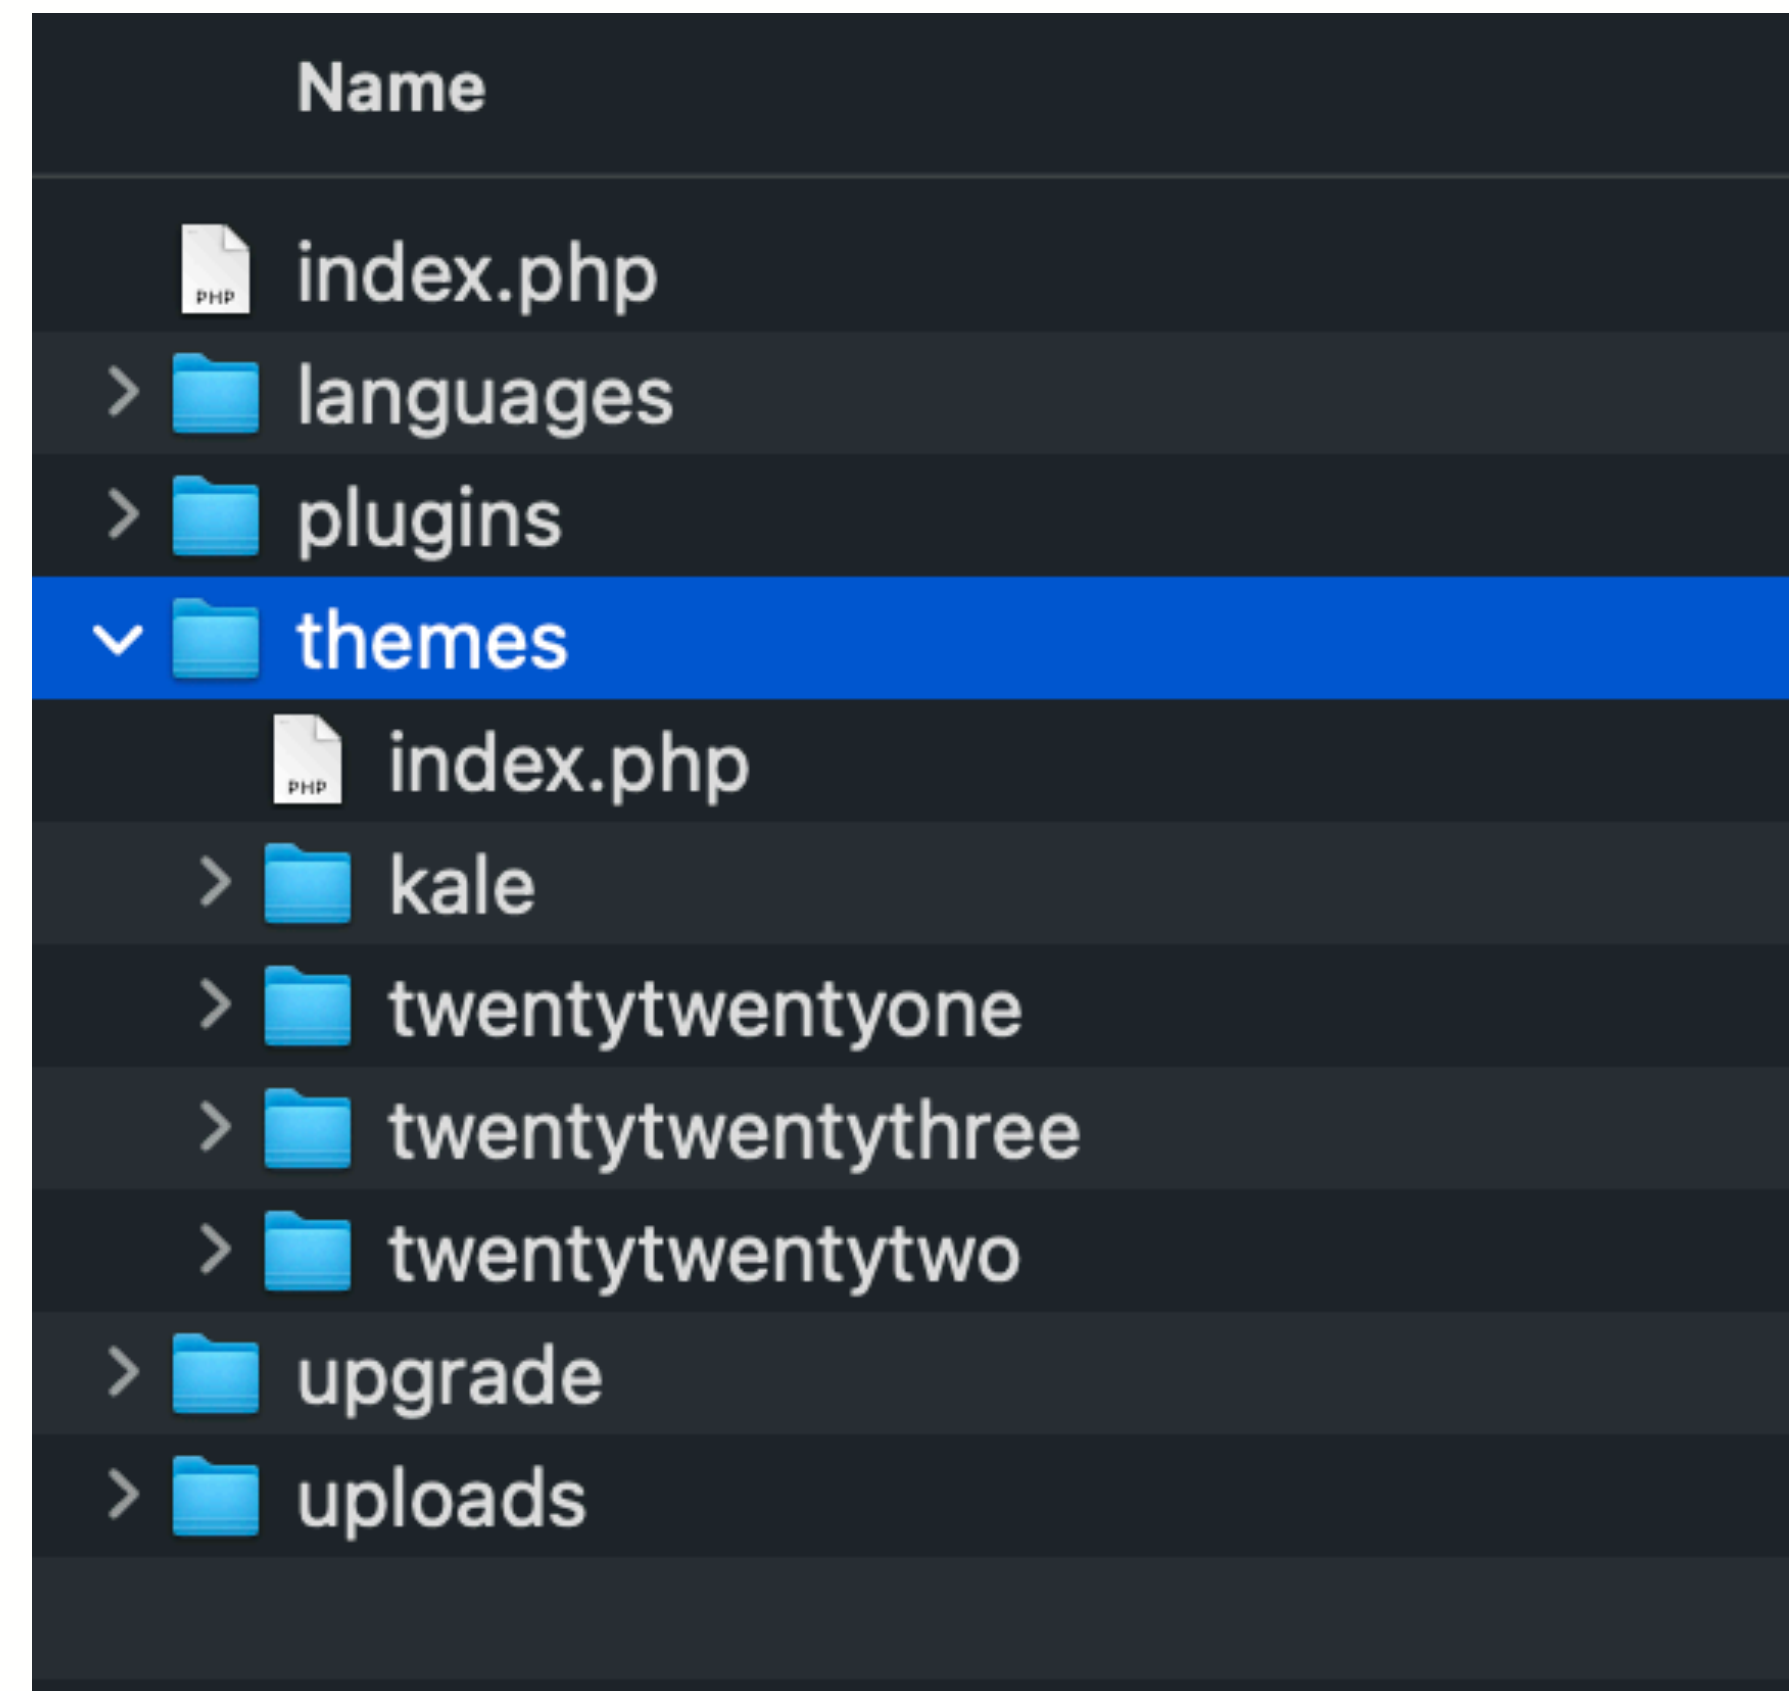 Name
PHP index.php
languages
plugins
themes
PHP index.php
kale
twentytwentyone
twentytwentythree
twentytwentytwo
upgrade
uploads